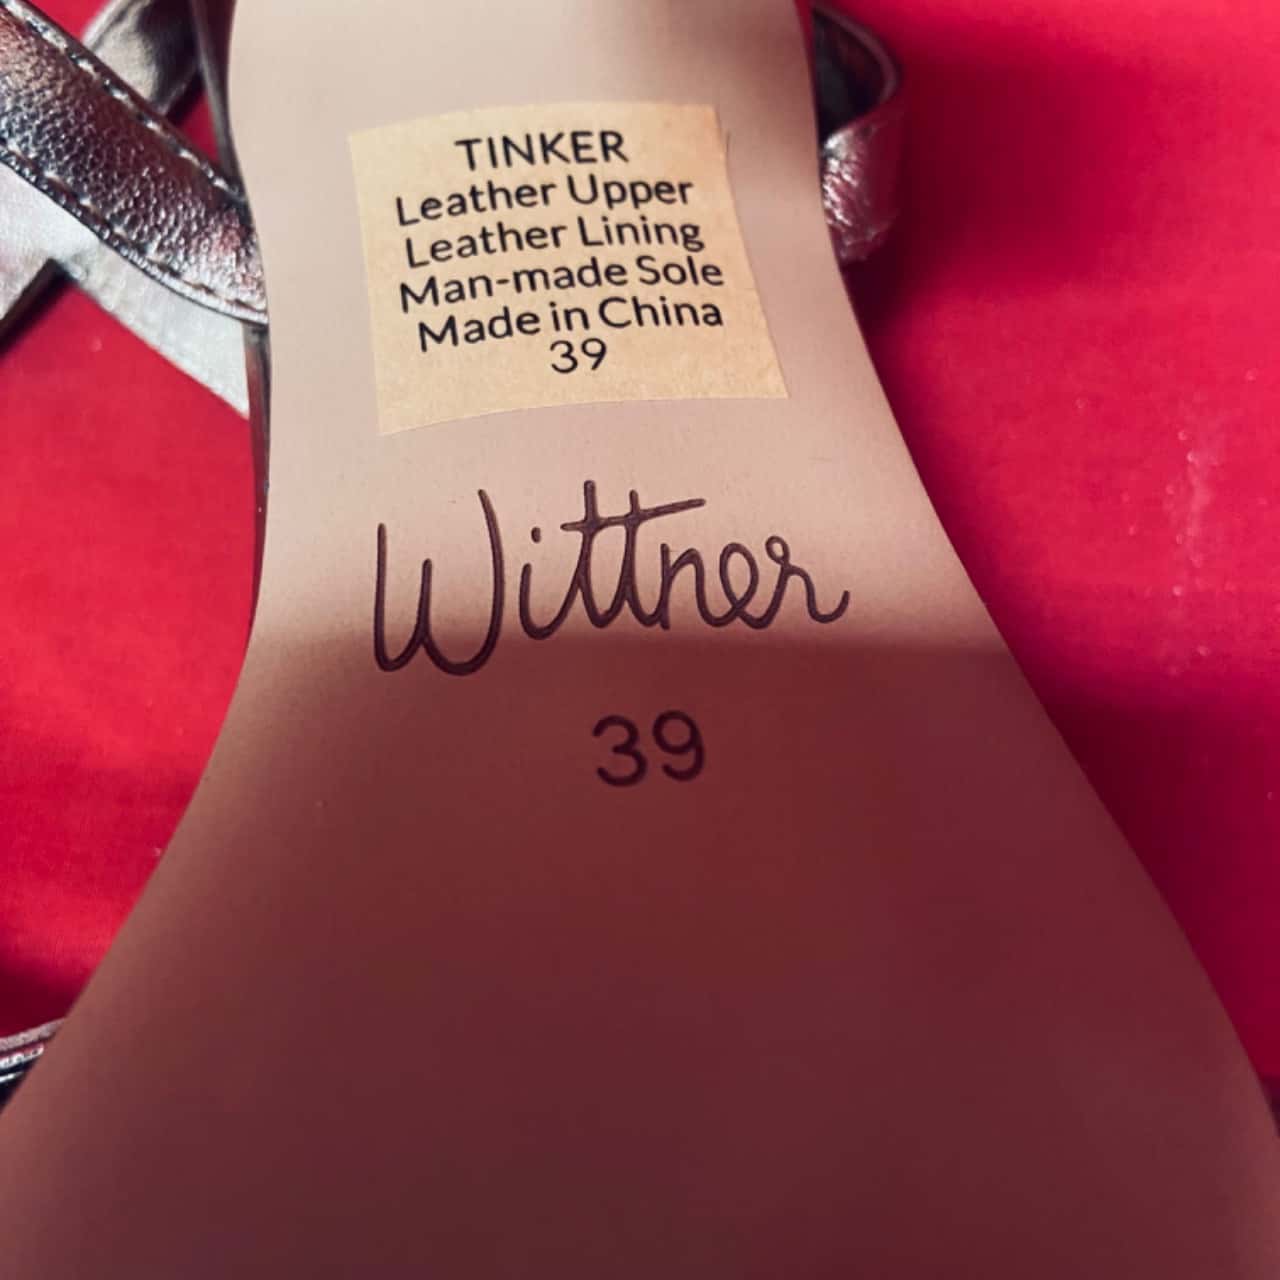 TINKER
Leather Upper
Leather Lining
Man-made Sole
Made in China
39
Wittner
39